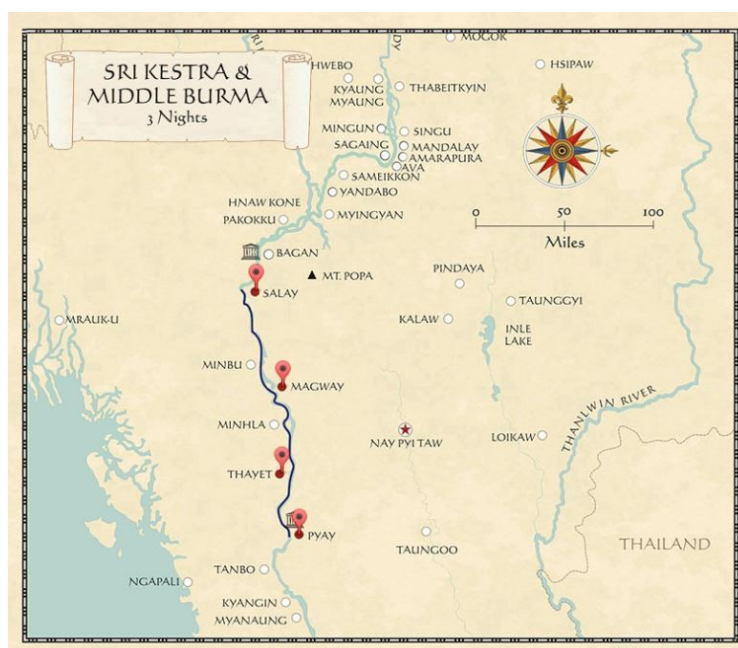 SRI KESTRA &
MIDDLE BURMA
3 Nights
MOGOK
HWEBO
HSIPAW
KYAUNG
MYAUNG
THABEITKYIN
MINGUN
SINGU
SAGAING
MANDALAY
AMARAPURA
AVA
SAMEIKKON
YANDABO
HNAW KONE
PAKOKKU
MYINGYAN
0 50 100
Miles
BAGAN
MT. POPA
PINDAYA
SALAY
TAUNGGYI
MRAUK-U
KALAW
INLE
LAKE
MINBU
MAGWAY
THANLWIN RIVER
MINHLA
NAY PYI TAW
LOIKAW
THAYET
PYAY
TAUNGOO
THAILAND
TANBO
NGAPALI
KYANGIN
MYANAUNG